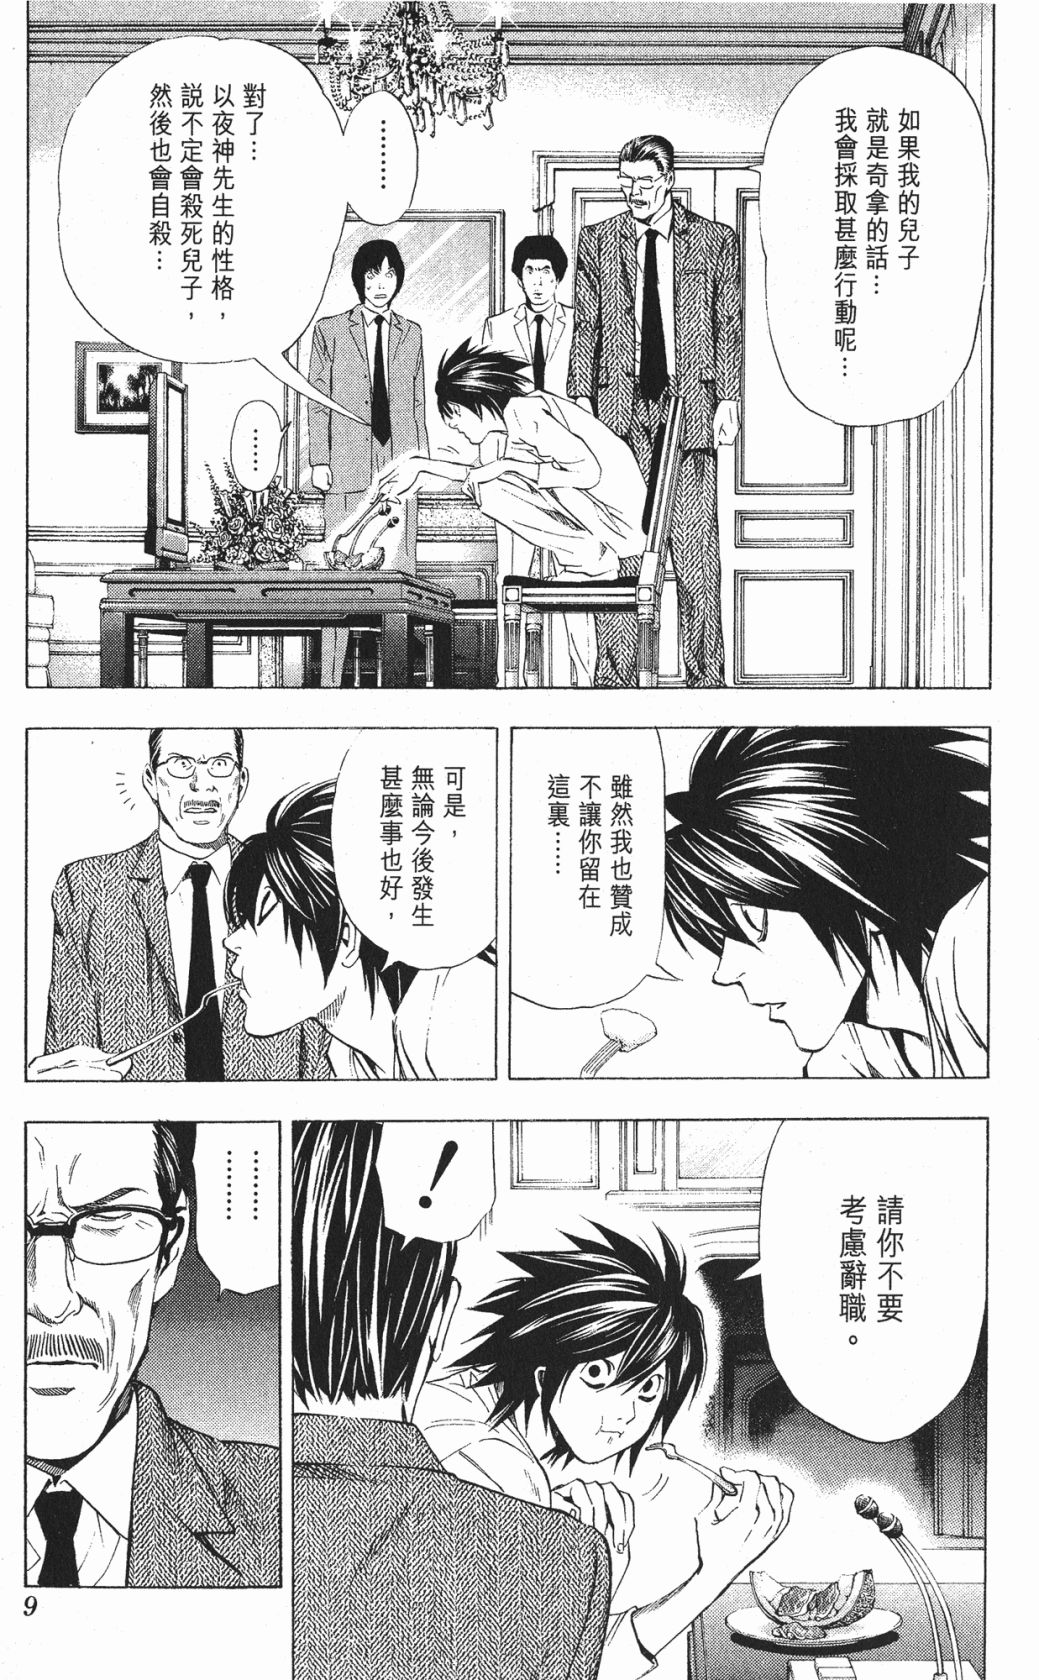 如果我的兒子
就是奇拿的話…
我會採取甚麼行動呢…
………
對了…
以夜神先生的性格，
説不定會殺死兒子，
然後也會自殺…
……
雖然我也贊成
不讓你留在
這裏……
可是，
無論今後發生
甚麼事也好，
請你不要
考慮辭職。
！
………
………
9